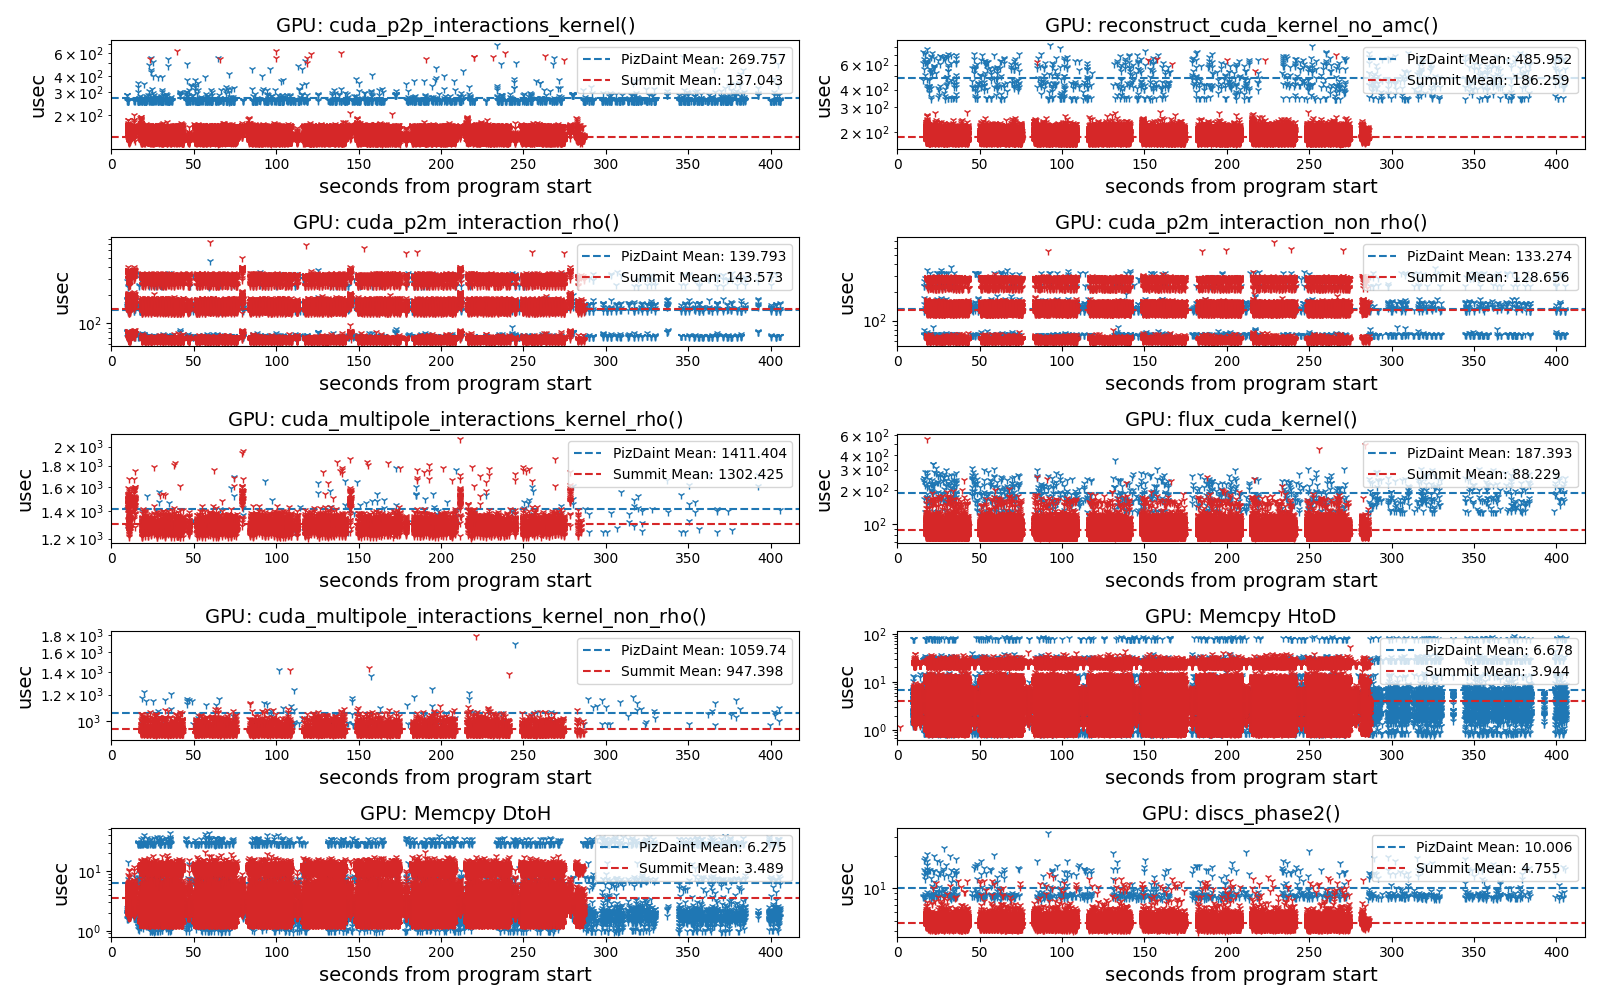 GPU: cuda_p2p_interactions_kernel()
usec
6 × 10²
4 × 10²
3 × 10²
2 × 10²
PizDaint Mean: 269.757
Summit Mean: 137.043
0 50 100 150 200 250 300 350 400
seconds from program start
GPU: reconstruct_cuda_kernel_no_amc()
usec
6 × 10²
4 × 10²
3 × 10²
2 × 10²
PizDaint Mean: 485.952
Summit Mean: 186.259
0 50 100 150 200 250 300 350 400
seconds from program start
GPU: cuda_p2m_interaction_rho()
usec
10²
PizDaint Mean: 139.793
Summit Mean: 143.573
0 50 100 150 200 250 300 350 400
seconds from program start
GPU: cuda_p2m_interaction_non_rho()
usec
10²
PizDaint Mean: 133.274
Summit Mean: 128.656
0 50 100 150 200 250 300 350 400
seconds from program start
GPU: cuda_multipole_interactions_kernel_rho()
usec
2 × 10³
1.8 × 10³
1.6 × 10³
1.4 × 10³
1.2 × 10³
PizDaint Mean: 1411.404
Summit Mean: 1302.425
0 50 100 150 200 250 300 350 400
seconds from program start
GPU: flux_cuda_kernel()
usec
6 × 10²
4 × 10²
3 × 10²
2 × 10²
10²
PizDaint Mean: 187.393
Summit Mean: 88.229
0 50 100 150 200 250 300 350 400
seconds from program start
GPU: cuda_multipole_interactions_kernel_non_rho()
usec
1.8 × 10³
1.6 × 10³
1.4 × 10³
1.2 × 10³
10³
PizDaint Mean: 1059.74
Summit Mean: 947.398
0 50 100 150 200 250 300 350 400
seconds from program start
GPU: Memcpy HtoD
usec
10²
10¹
10⁰
PizDaint Mean: 6.678
Summit Mean: 3.944
0 50 100 150 200 250 300 350 400
seconds from program start
GPU: Memcpy DtoH
usec
10¹
10⁰
PizDaint Mean: 6.275
Summit Mean: 3.489
0 50 100 150 200 250 300 350 400
seconds from program start
GPU: discs_phase2()
usec
10¹
PizDaint Mean: 10.006
Summit Mean: 4.755
0 50 100 150 200 250 300 350 400
seconds from program start